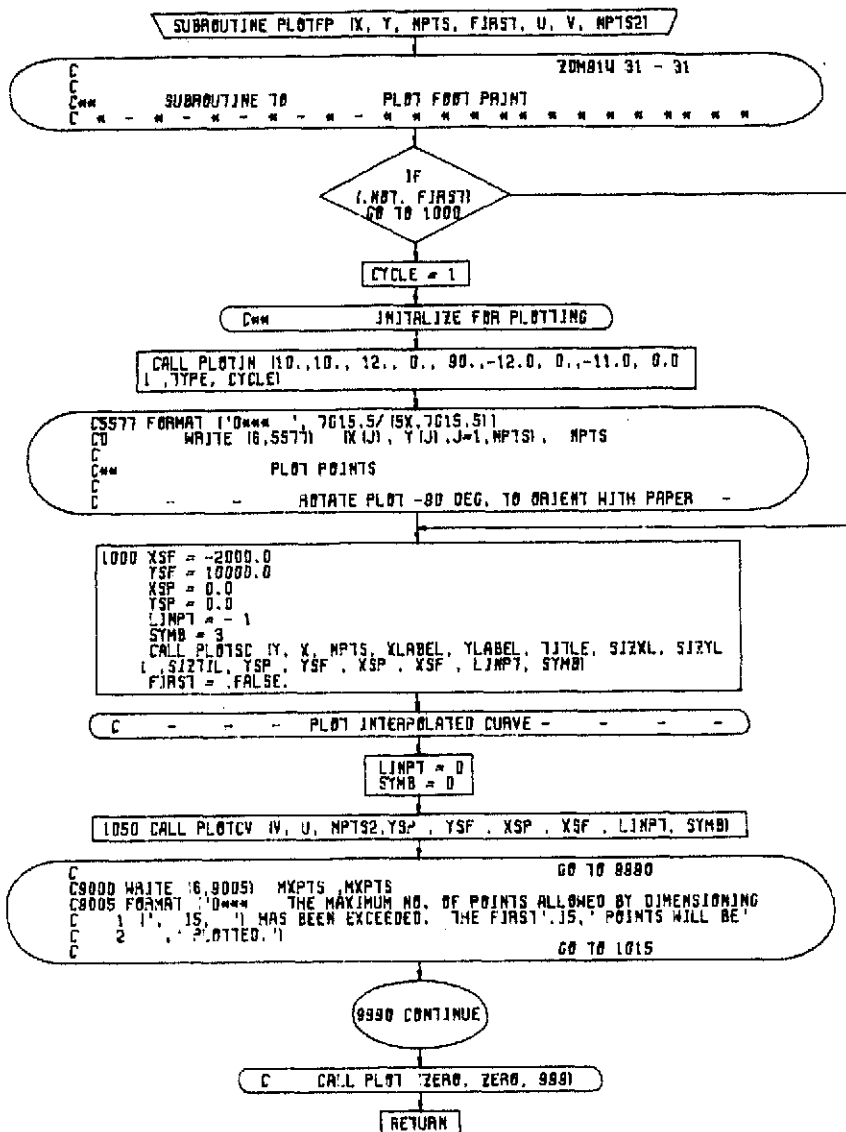 SUBROUTINE PLOTFP (X, Y, NPTS, FIRST, U, V, NPTS2)
C ZDM814 31 - 31
C
C** SUBROUTINE TO PLOT FOOT PRINT
C * - * - * - * - * - * * * * * * * * * * * * *
IF
(.NOT. FIRST)
GO TO 1000
CYCLE = 1
C** INITALIZE FOR PLOTTING
CALL PLOTIN (10.,10., 12., 0., 90.,-12.0, 0.,-11.0, 0.0
1 ,TYPE, CYCLE)
C5577 FORMAT ('0*** ', 7G15.5/(5X,7G15.5))
CD WRITE (6,5577) (X(J), Y(J),J=1,NPTS), NPTS
C
C** PLOT POINTS
C
C - - ROTATE PLOT -90 DEG. TO ORIENT WITH PAPER -
1000 XSF = -2000.0
YSF = 10000.0
XSP = 0.0
YSP = 0.0
LINPT = - 1
SYMB = 3
CALL PLOTSC (Y, X, NPTS, XLABEL, YLABEL, TITLE, SIZXL, SIZYL
1 ,SIZTIL, YSP , YSF , XSP , XSF , LINPT, SYMB)
FIRST = .FALSE.
C - - - PLOT INTERPOLATED CURVE - - - - -
LINPT = 0
SYMB = 0
1050 CALL PLOTCV (V, U, NPTS2,YSP , YSF , XSP , XSF , LINPT, SYMB)
C GO TO 9990
C9000 WRITE (6,9005) MXPTS ,MXPTS
C9005 FORMAT ('0*** THE MAXIMUM NO. OF POINTS ALLOWED BY DIMENSIONING
C 1 (', I5, ') HAS BEEN EXCEEDED. THE FIRST',I5,' POINTS WILL BE'
C 2 ,' PLOTTED.')
C GO TO 1015
9990 CONTINUE
C CALL PLOT (ZERO, ZERO, 999)
RETURN